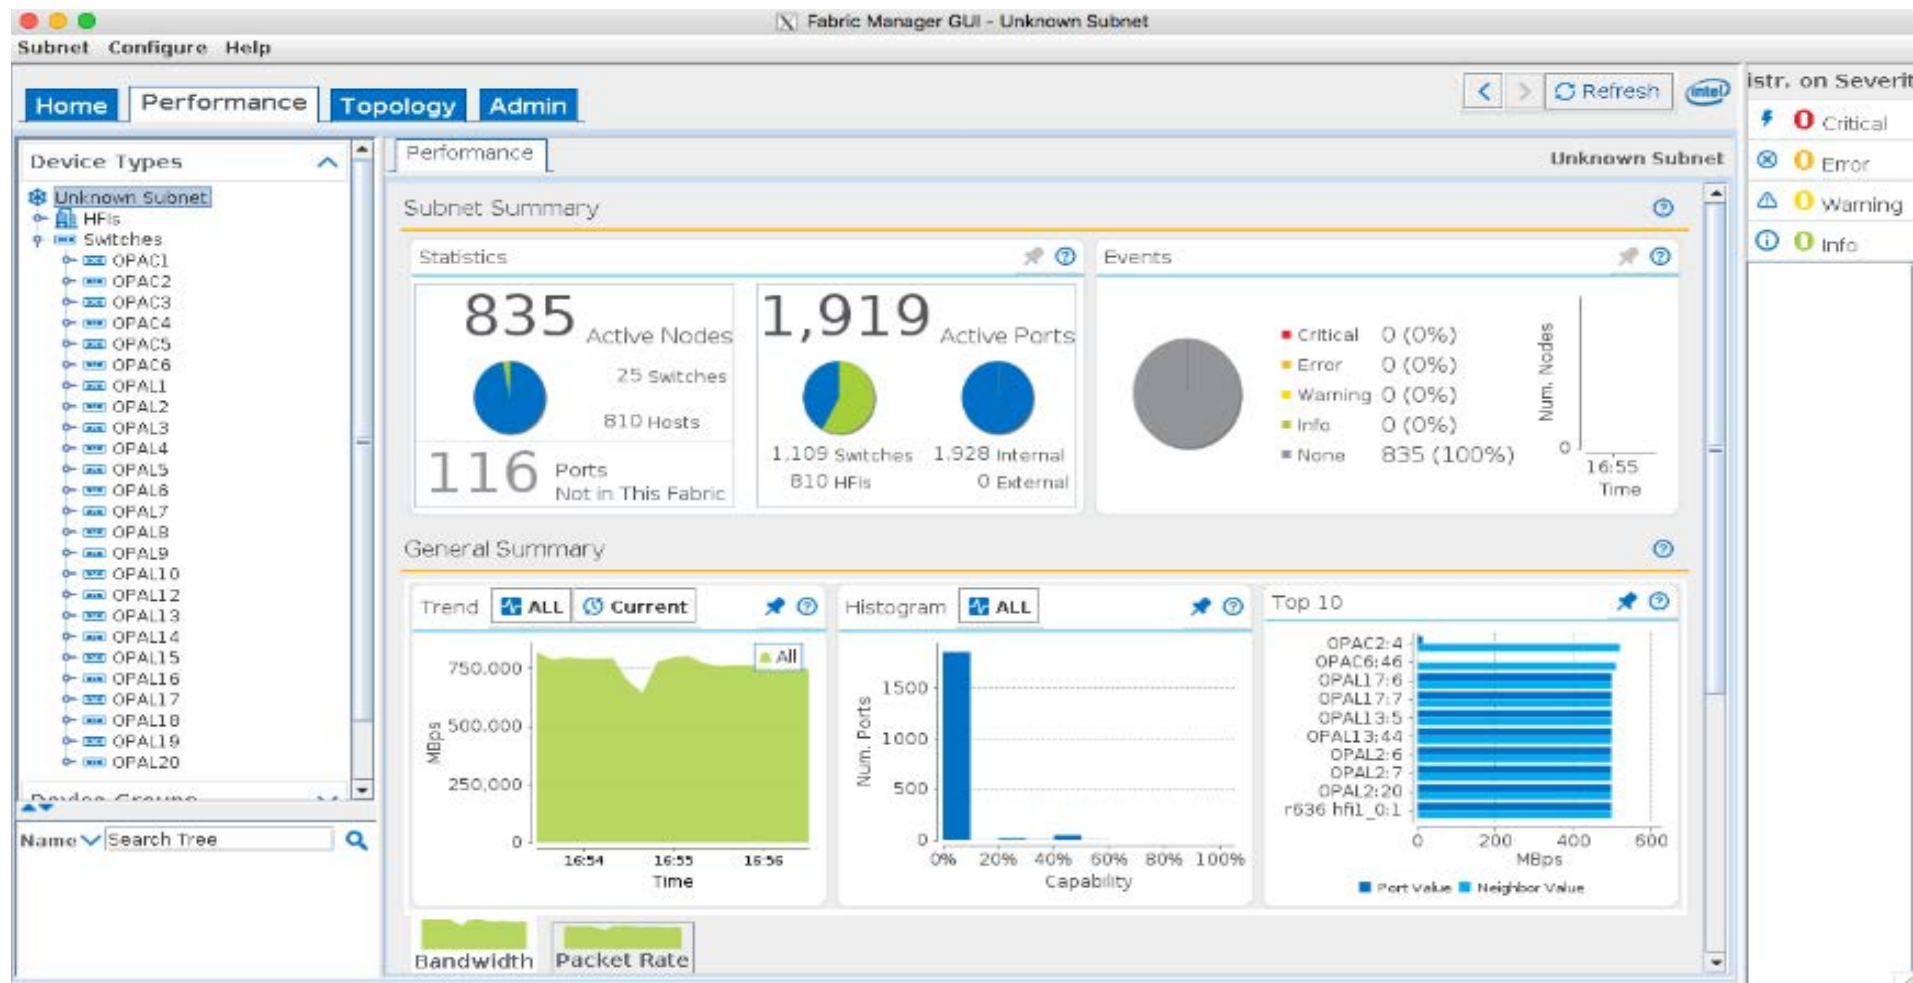 Fabric Manager GUI - Unknown Subnet
Subnet Configure Help
Home Performance Topology Admin
Refresh
intel
istr. on Severit
0 Critical
0 Error
0 Warning
0 Info
Device Types
Unknown Subnet
HFIs
Switches
OPAC1
OPAC2
OPAC3
OPAC4
OPAC5
OPAC6
OPAL1
OPAL2
OPAL3
OPAL4
OPAL5
OPAL6
OPAL7
OPAL8
OPAL9
OPAL10
OPAL12
OPAL13
OPAL14
OPAL15
OPAL16
OPAL17
OPAL18
OPAL19
OPAL20
Device Groups
Name Search Tree
Performance
Unknown Subnet
Subnet Summary
Statistics
835 Active Nodes
25 Switches
810 Hosts
116 Ports
Not in This Fabric
1,919 Active Ports
1,109 Switches
810 HFIs
1,928 Internal
0 External
Events
Critical 0 (0%)
Error 0 (0%)
Warning 0 (0%)
Info 0 (0%)
None 835 (100%)
Num. Nodes
0
16:55
Time
General Summary
Trend ALL Current
All
750,000
500,000
250,000
0
MBps
16:54 16:55 16:56
Time
Histogram ALL
1500
1000
500
0
Num. Ports
0% 20% 40% 60% 80% 100%
Capability
Top 10
OPAC2:4
OPAC6:46
OPAL17:6
OPAL17:7
OPAL13:5
OPAL13:44
OPAL2:6
OPAL2:7
OPAL2:20
r636 hfi1_0:1
0 200 400 600
MBps
Port Value Neighbor Value
Bandwidth Packet Rate